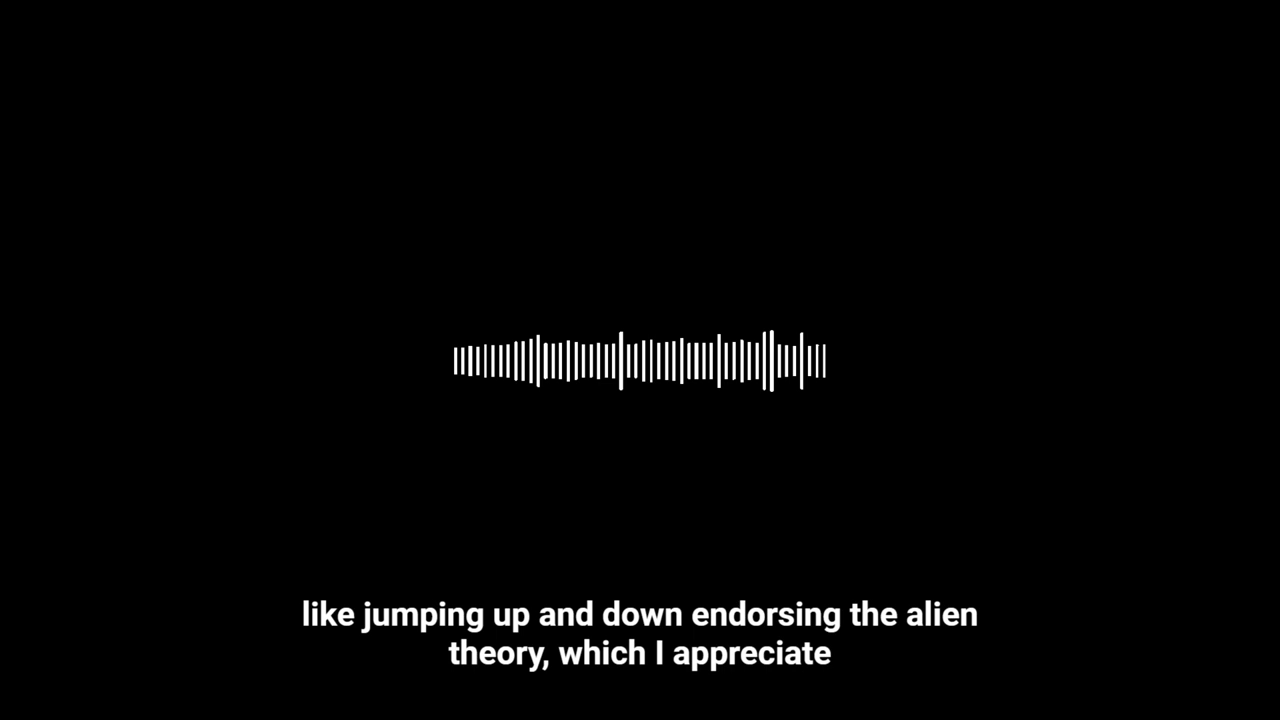 like jumping up and down endorsing the alien
theory, which I appreciate